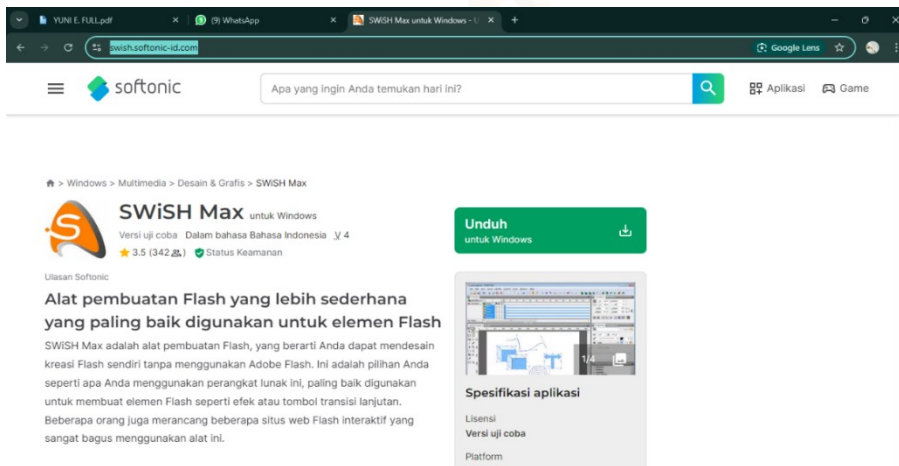 YUNI E. FULL.pdf
(9) WhatsApp
SWiSH Max untuk Windows - U
swish.softonic-id.com
Google Lens
softonic
Apa yang ingin Anda temukan hari ini?
Aplikasi
Game
> Windows > Multimedia > Desain & Grafis > SWiSH Max
SWiSH Max untuk Windows
Versi uji coba Dalam bahasa Bahasa Indonesia V 4
3.5 (342) Status Keamanan
Unduh
untuk Windows
Ulasan Softonic
Alat pembuatan Flash yang lebih sederhana
yang paling baik digunakan untuk elemen Flash
SWiSH Max adalah alat pembuatan Flash, yang berarti Anda dapat mendesain
kreasi Flash sendiri tanpa menggunakan Adobe Flash. Ini adalah pilihan Anda
seperti apa Anda menggunakan perangkat lunak ini, paling baik digunakan
untuk membuat elemen Flash seperti efek atau tombol transisi lanjutan.
Beberapa orang juga merancang beberapa situs web Flash interaktif yang
sangat bagus menggunakan alat ini.
1/4
Spesifikasi aplikasi
Lisensi
Versi uji coba
Platform